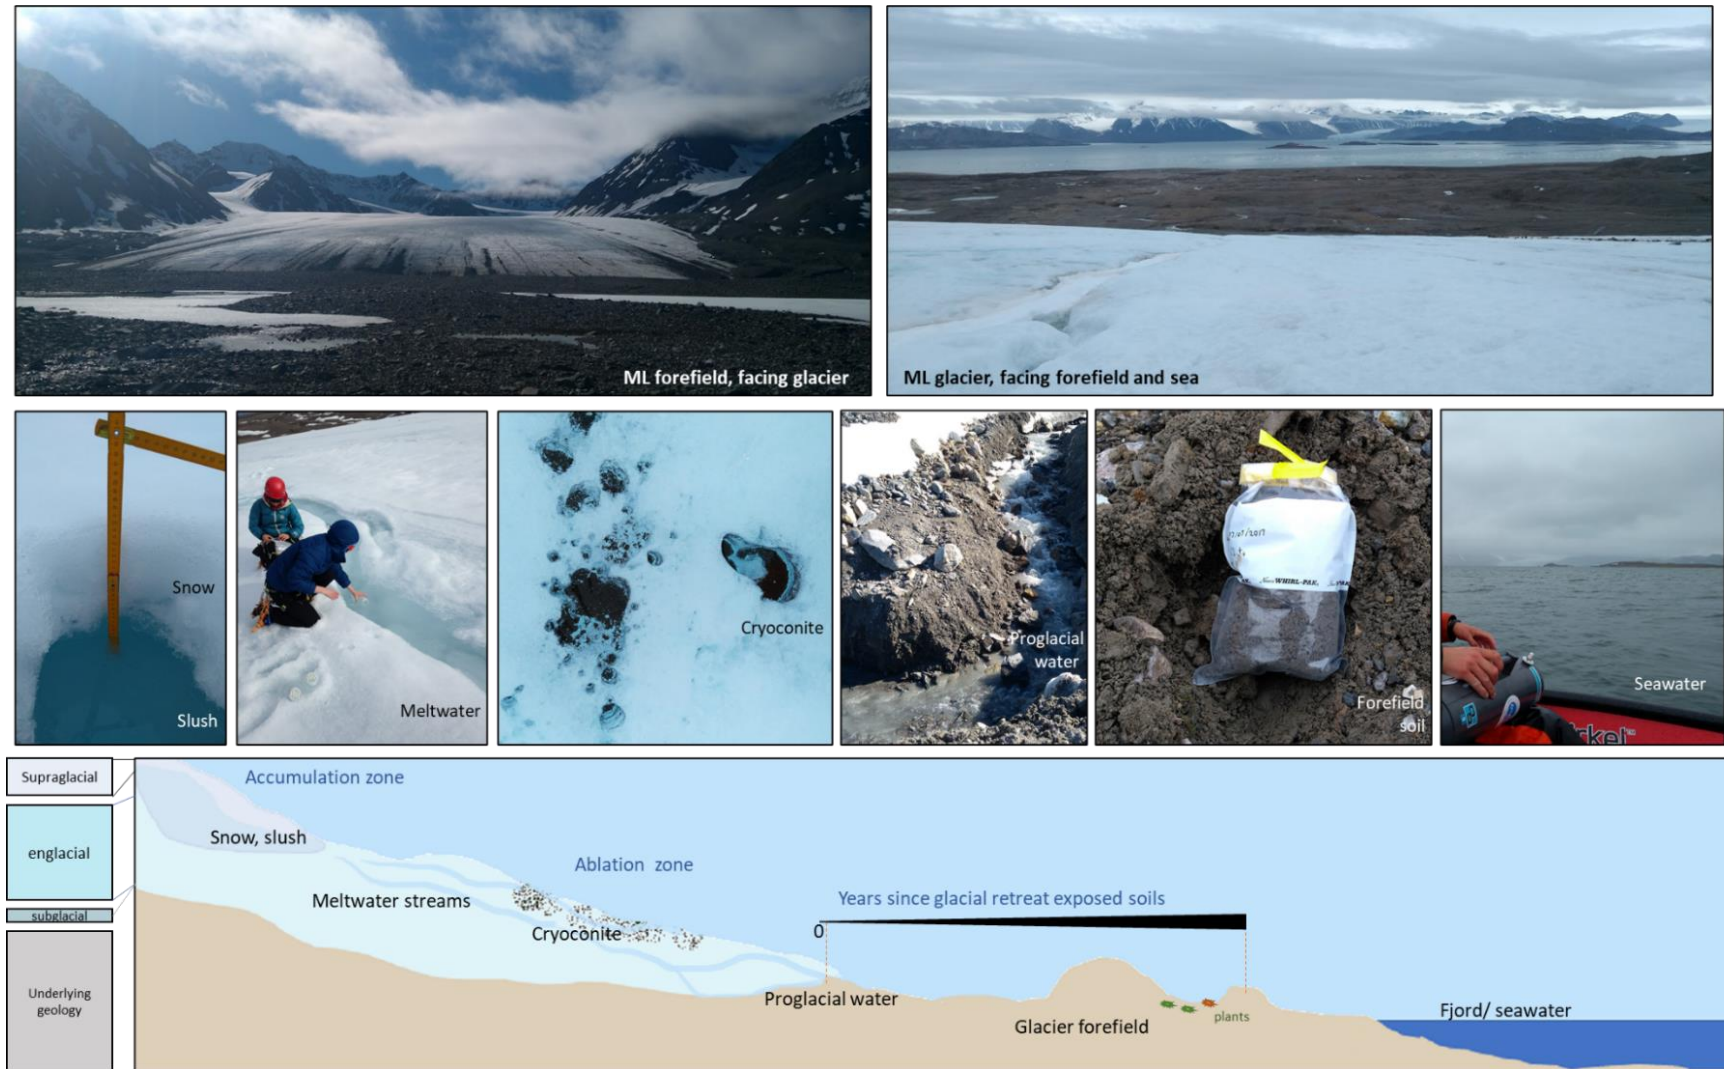 ML forefield, facing glacier
ML glacier, facing forefield and sea
Snow
Slush
Meltwater
Cryoconite
Proglacial
water
WHIRL-PAK.
Forefield
soil
Seawater
Supraglacial
englacial
subglacial
Underlying
geology
Accumulation zone
Snow, slush
Ablation zone
Meltwater streams
Cryoconite
Years since glacial retreat exposed soils
0
Proglacial water
Glacier forefield
plants
Fjord/ seawater